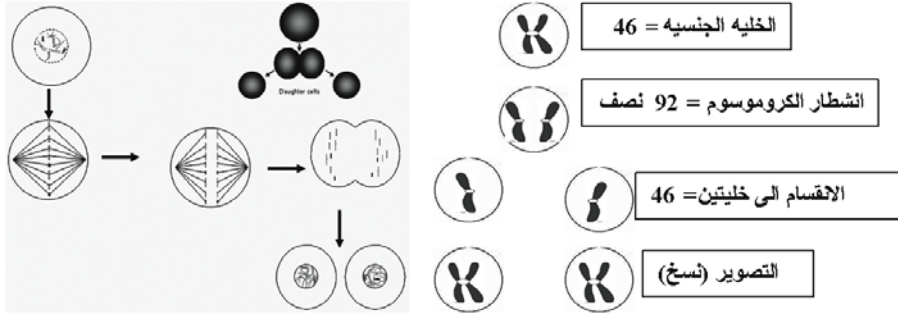 Daughter cells
الخليه الجنسيه = 46
انشطار الكروموسوم = 92 نصف
الانقسام الى خليتين= 46
التصوير (نسخ)